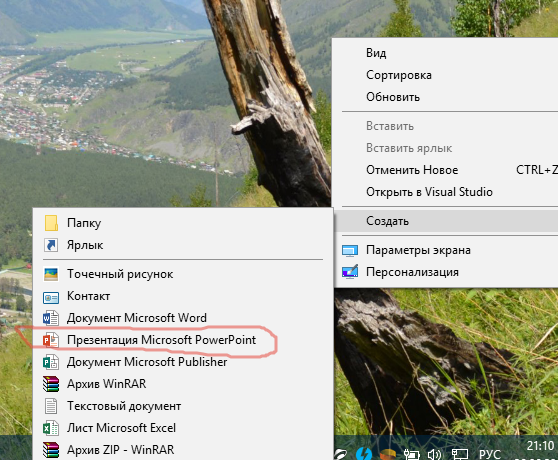 Вид
Сортировка
Обновить
Вставить
Вставить ярлык
Отменить Новое CTRL+Z
Открыть в Visual Studio
Создать
Параметры экрана
Персонализация
Папку
Ярлык
Точечный рисунок
Контакт
Документ Microsoft Word
Презентация Microsoft PowerPoint
Документ Microsoft Publisher
Архив WinRAR
Текстовый документ
Лист Microsoft Excel
Архив ZIP - WinRAR
РУС
21:10